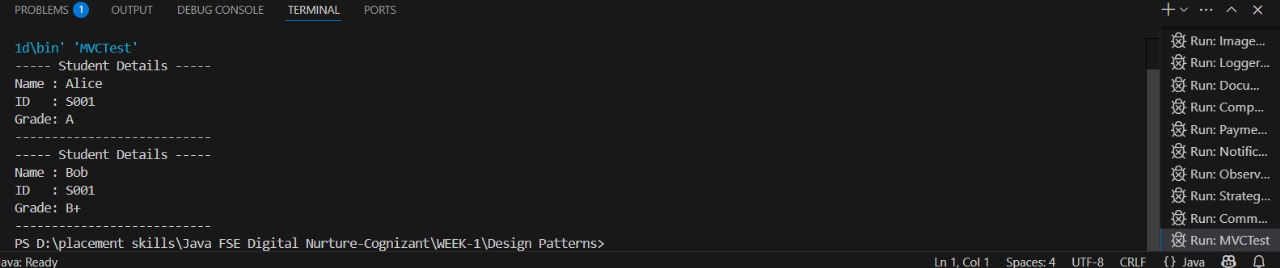 PROBLEMS 1 OUTPUT DEBUG CONSOLE TERMINAL PORTS
1d\bin' 'MVCTest'
----- Student Details -----
Name : Alice
ID   : S001
Grade: A
---------------------------
----- Student Details -----
Name : Bob
ID   : S001
Grade: B+
---------------------------
PS D:\placement skills\Java FSE Digital Nurture-Cognizant\WEEK-1\Design Patterns>
Run: Image...
Run: Logger...
Run: Docu...
Run: Comp...
Run: Payme...
Run: Notific...
Run: Observ...
Run: Strateg...
Run: Comm...
Run: MVCTest
ava: Ready Ln 1, Col 1 Spaces: 4 UTF-8 CRLF {} Java